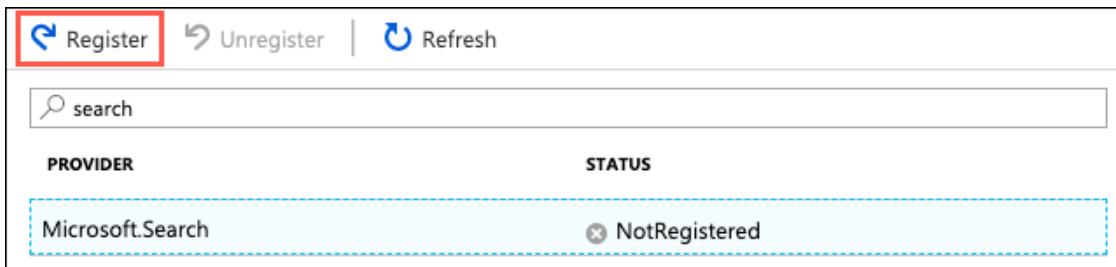 Register Unregister Refresh
search
PROVIDER STATUS
Microsoft.Search NotRegistered